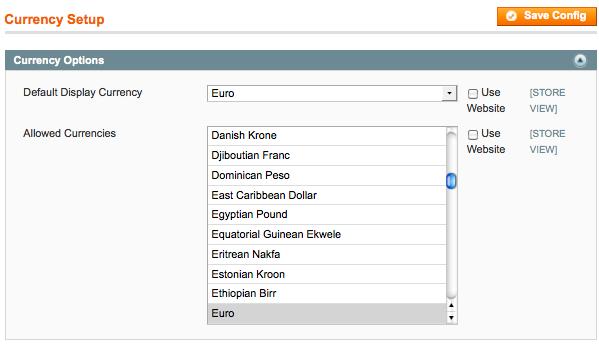 Currency Setup
Save Config
Currency Options
Default Display Currency
Euro
Use Website
[STORE VIEW]
Allowed Currencies
Danish Krone
Djiboutian Franc
Dominican Peso
East Caribbean Dollar
Egyptian Pound
Equatorial Guinean Ekwele
Eritrean Nakfa
Estonian Kroon
Ethiopian Birr
Euro
Use Website
[STORE VIEW]